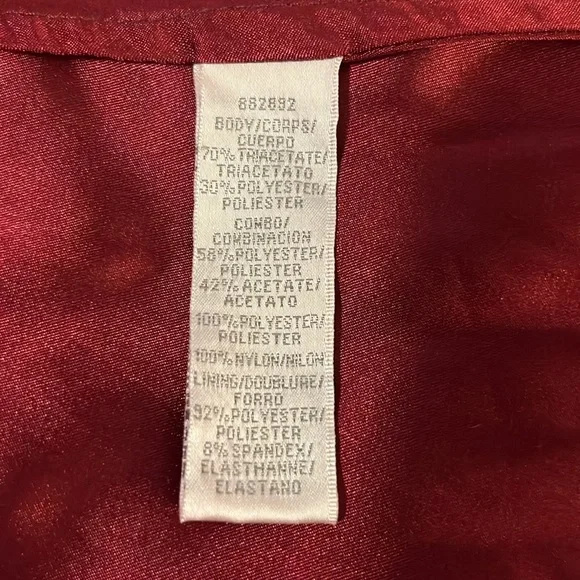 882892
BODY/CORPS/
CUERPO
70% TRIACETATE/
TRIACETATO
30% POLYESTER/
POLIESTER
COMBO/
COMBINACION
58% POLYESTER/
POLIESTER
42% ACETATE/
ACETATO
100% POLYESTER/
POLIESTER
100% NYLON/NILON
LINING/DOUBLURE/
FORRO
92% POLYESTER/
POLIESTER
8% SPANDEX/
ELASTHANNE/
ELASTANO